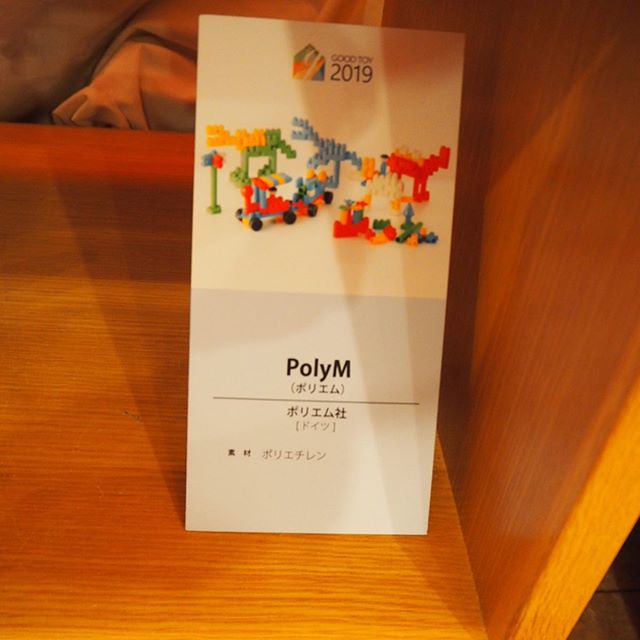 GOOD TOY
2019
PolyM
（ポリエム）
ポリエム社
[ドイツ]
素 材 ポリエチレン